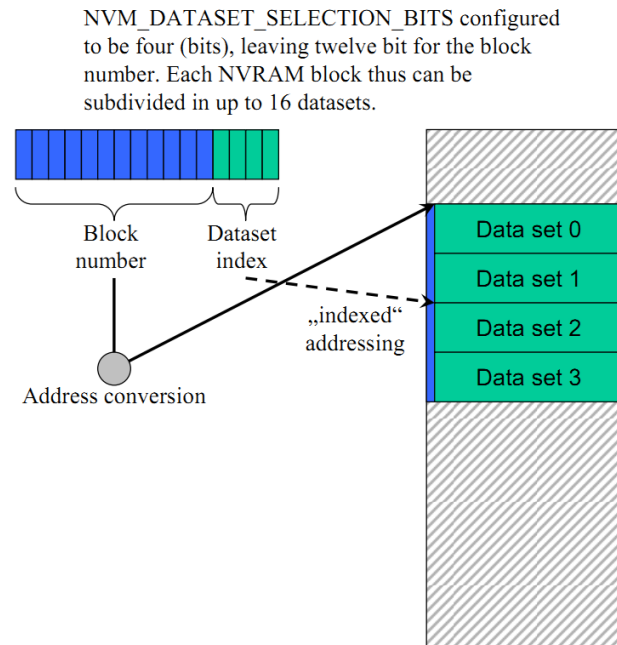 NVM_DATASET_SELECTION_BITS configured
to be four (bits), leaving twelve bit for the block
number. Each NVRAM block thus can be
subdivided in up to 16 datasets.
Block
number
Dataset
index
Address conversion
„indexed“
addressing
Data set 0
Data set 1
Data set 2
Data set 3